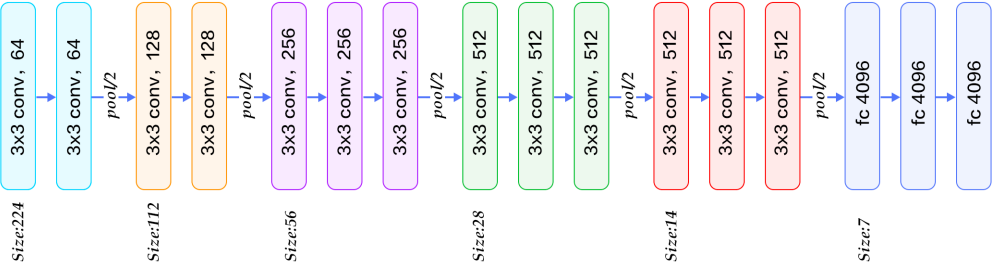 3x3 conv, 64
3x3 conv, 64
pool/2
3x3 conv, 128
3x3 conv, 128
pool/2
3x3 conv, 256
3x3 conv, 256
3x3 conv, 256
pool/2
3x3 conv, 512
3x3 conv, 512
3x3 conv, 512
pool/2
3x3 conv, 512
3x3 conv, 512
3x3 conv, 512
pool/2
fc 4096
fc 4096
fc 4096
Size:224
Size:112
Size:56
Size:28
Size:14
Size:7